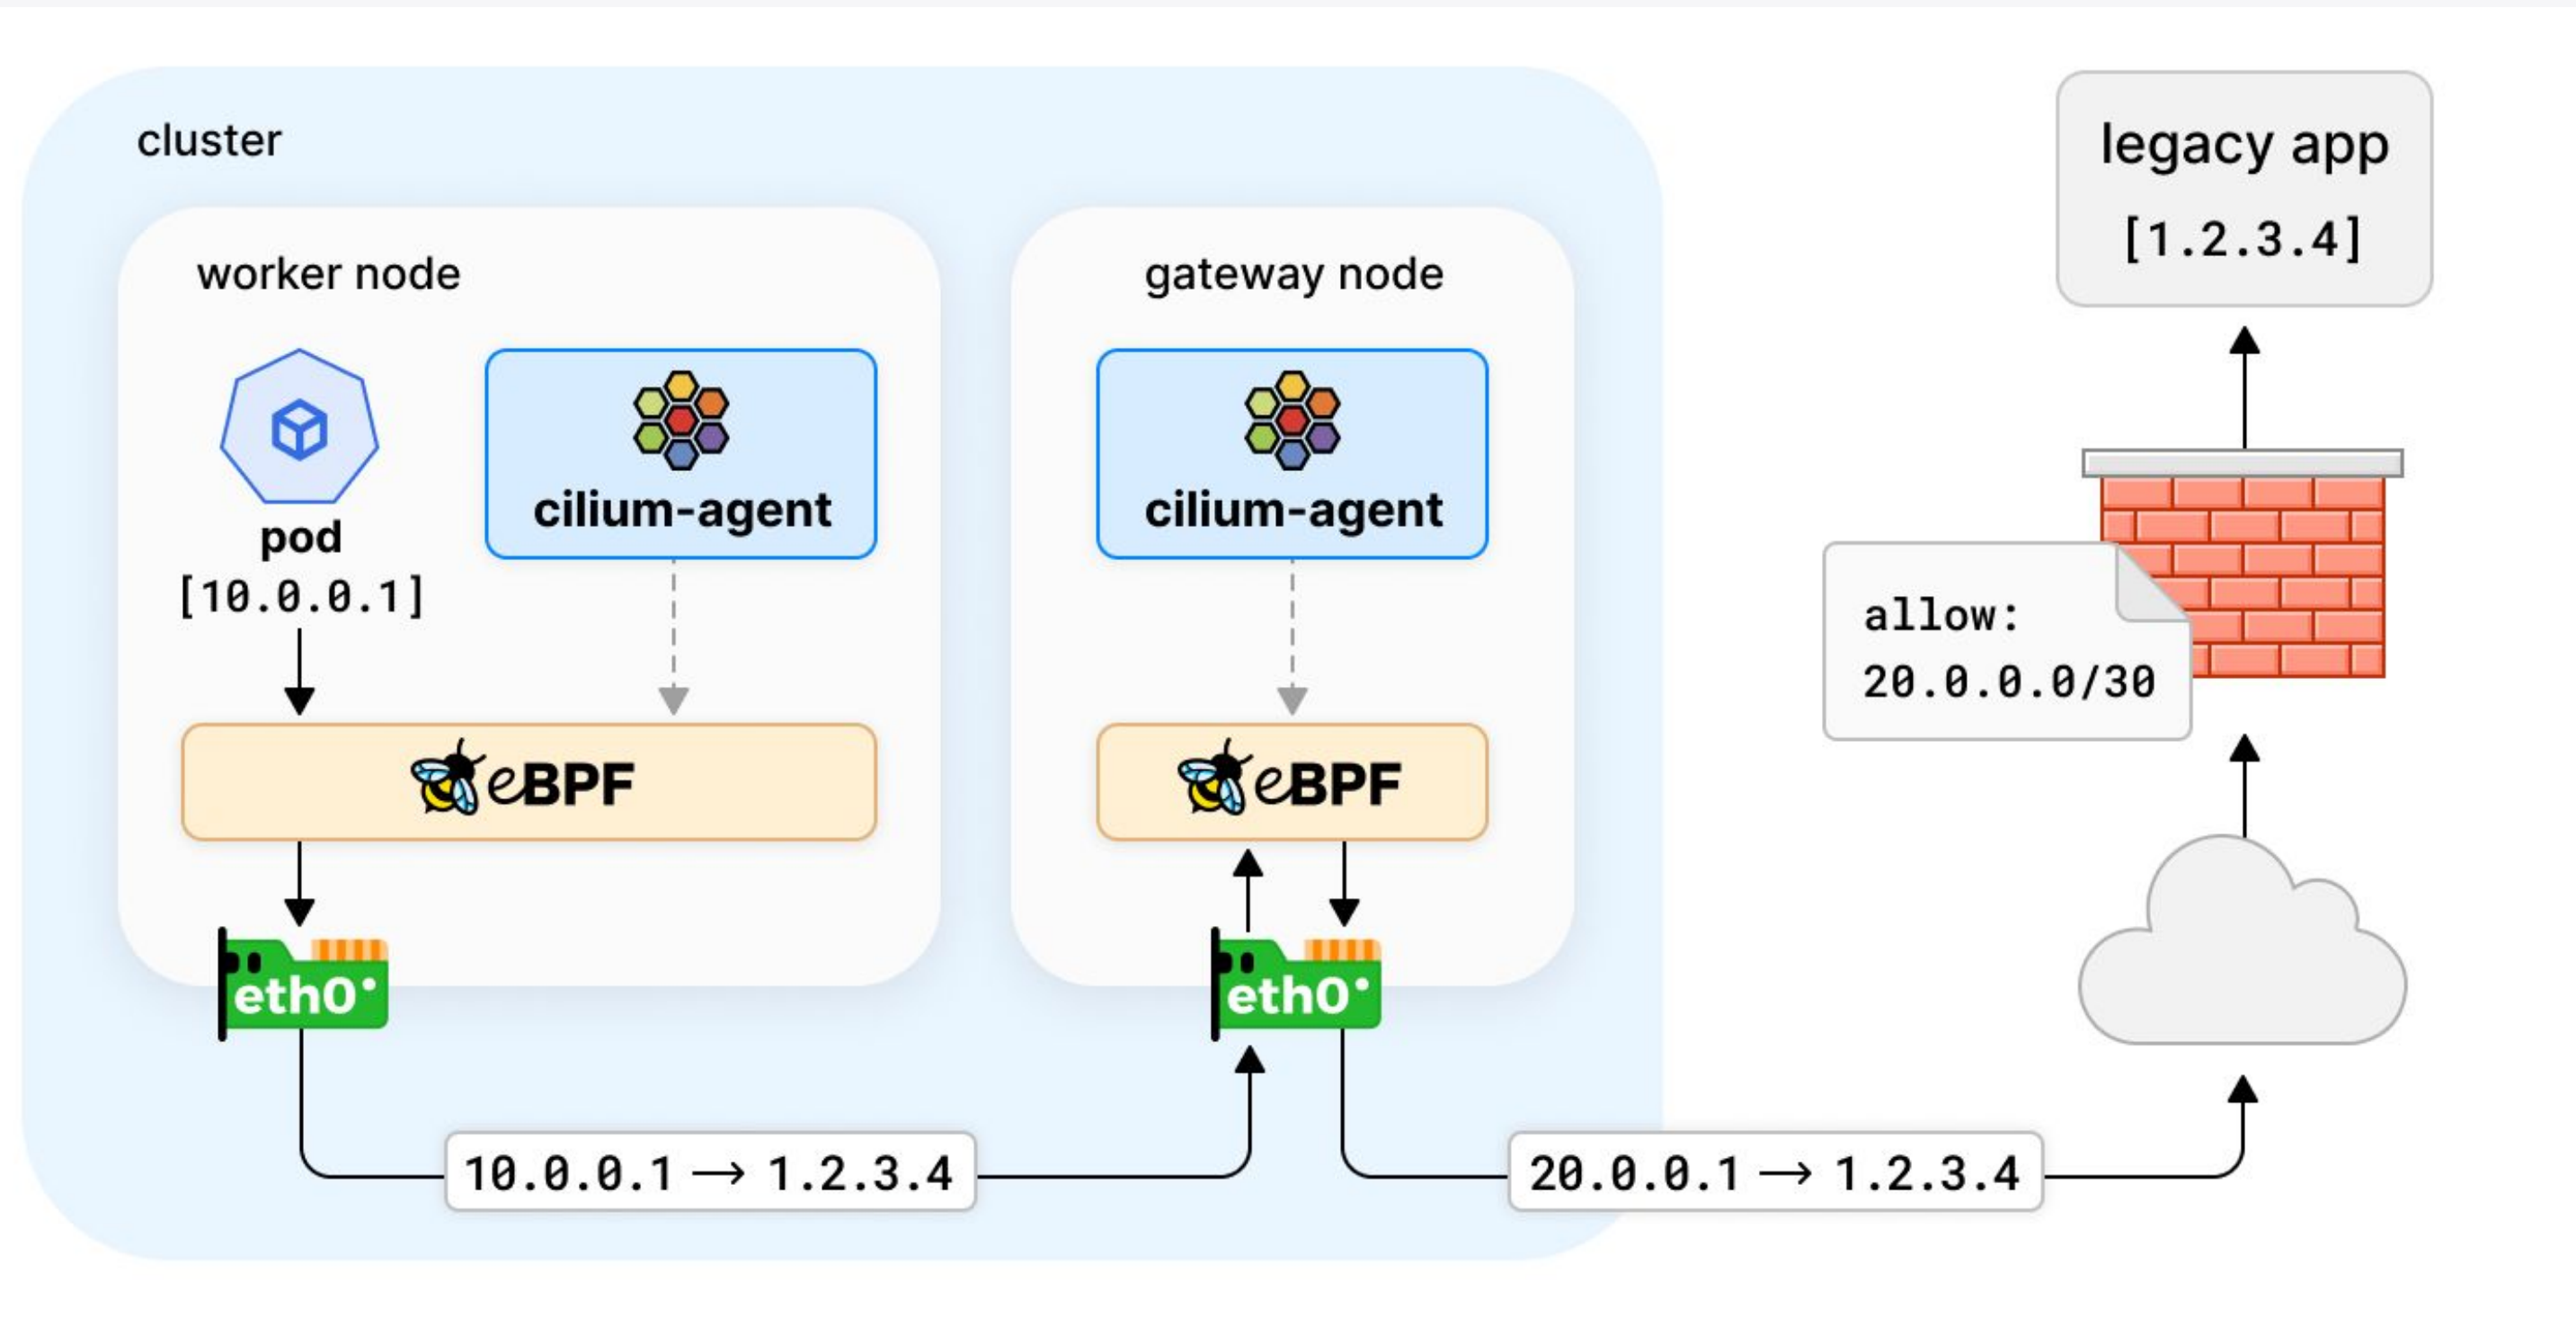 cluster
worker node
pod
[10.0.0.1]
cilium-agent
eBPF
eth0
10.0.0.1 → 1.2.3.4
gateway node
cilium-agent
eBPF
eth0
20.0.0.1 → 1.2.3.4
legacy app
[1.2.3.4]
allow:
20.0.0.0/30